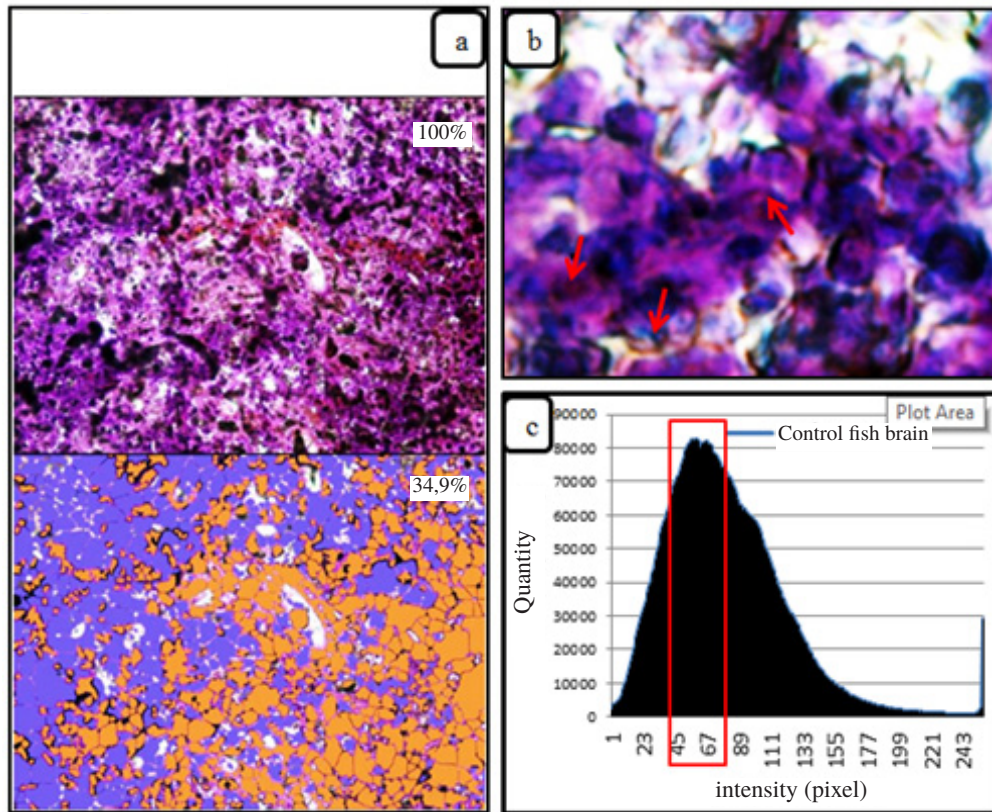 a
100%
34,9%
b
c
Plot Area
Control fish brain
Quantity
90000
80000
70000
60000
50000
40000
30000
20000
10000
0
1 23 45 67 89 111 133 155 177 199 221 243
intensity (pixel)